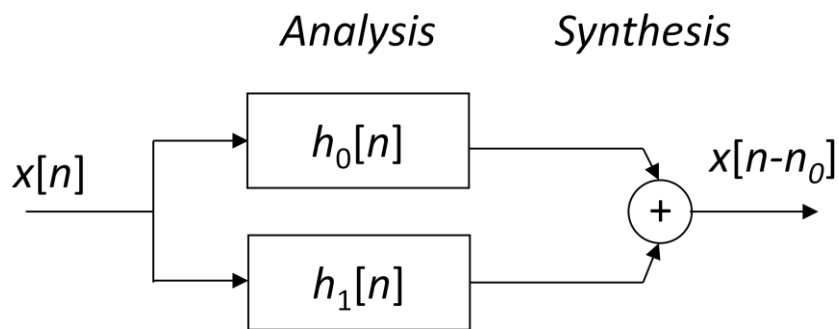 Analysis Synthesis
h₀[n]
x[n] x[n-n₀]
+
h₁[n]